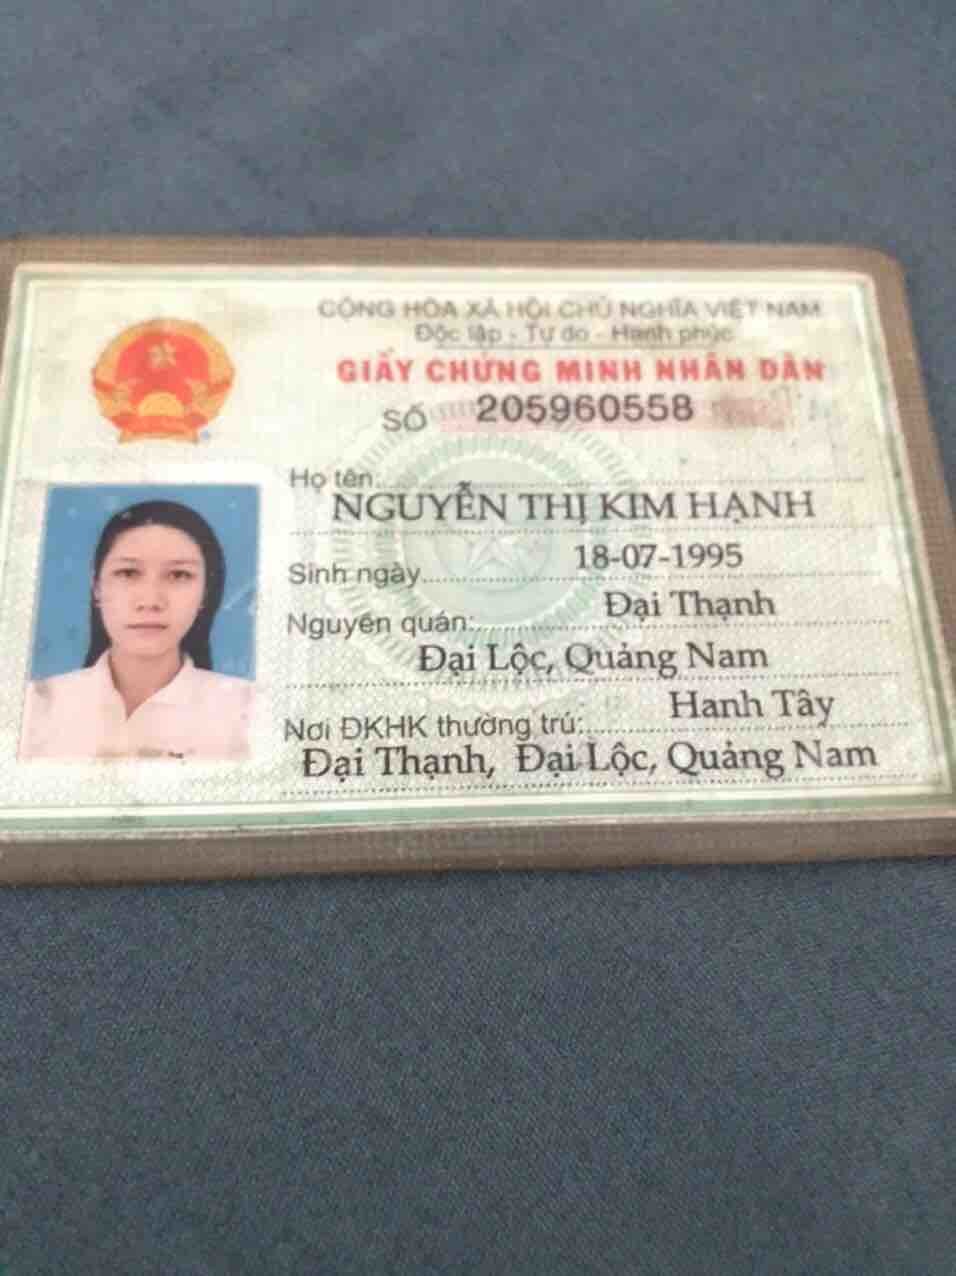 CỘNG HÒA XÃ HỘI CHỦ NGHĨA VIỆT NAM
Độc lập - Tự do - Hạnh phúc
GIẤY CHỨNG MINH NHÂN DÂN
SỐ 205960558
Họ tên:
NGUYỄN THỊ KIM HẠNH
Sinh ngày 18-07-1995
Nguyên quán: Đại Thạnh
Đại Lộc, Quảng Nam
Nơi ĐKHK thường trú: Hanh Tây
Đại Thạnh, Đại Lộc, Quảng Nam